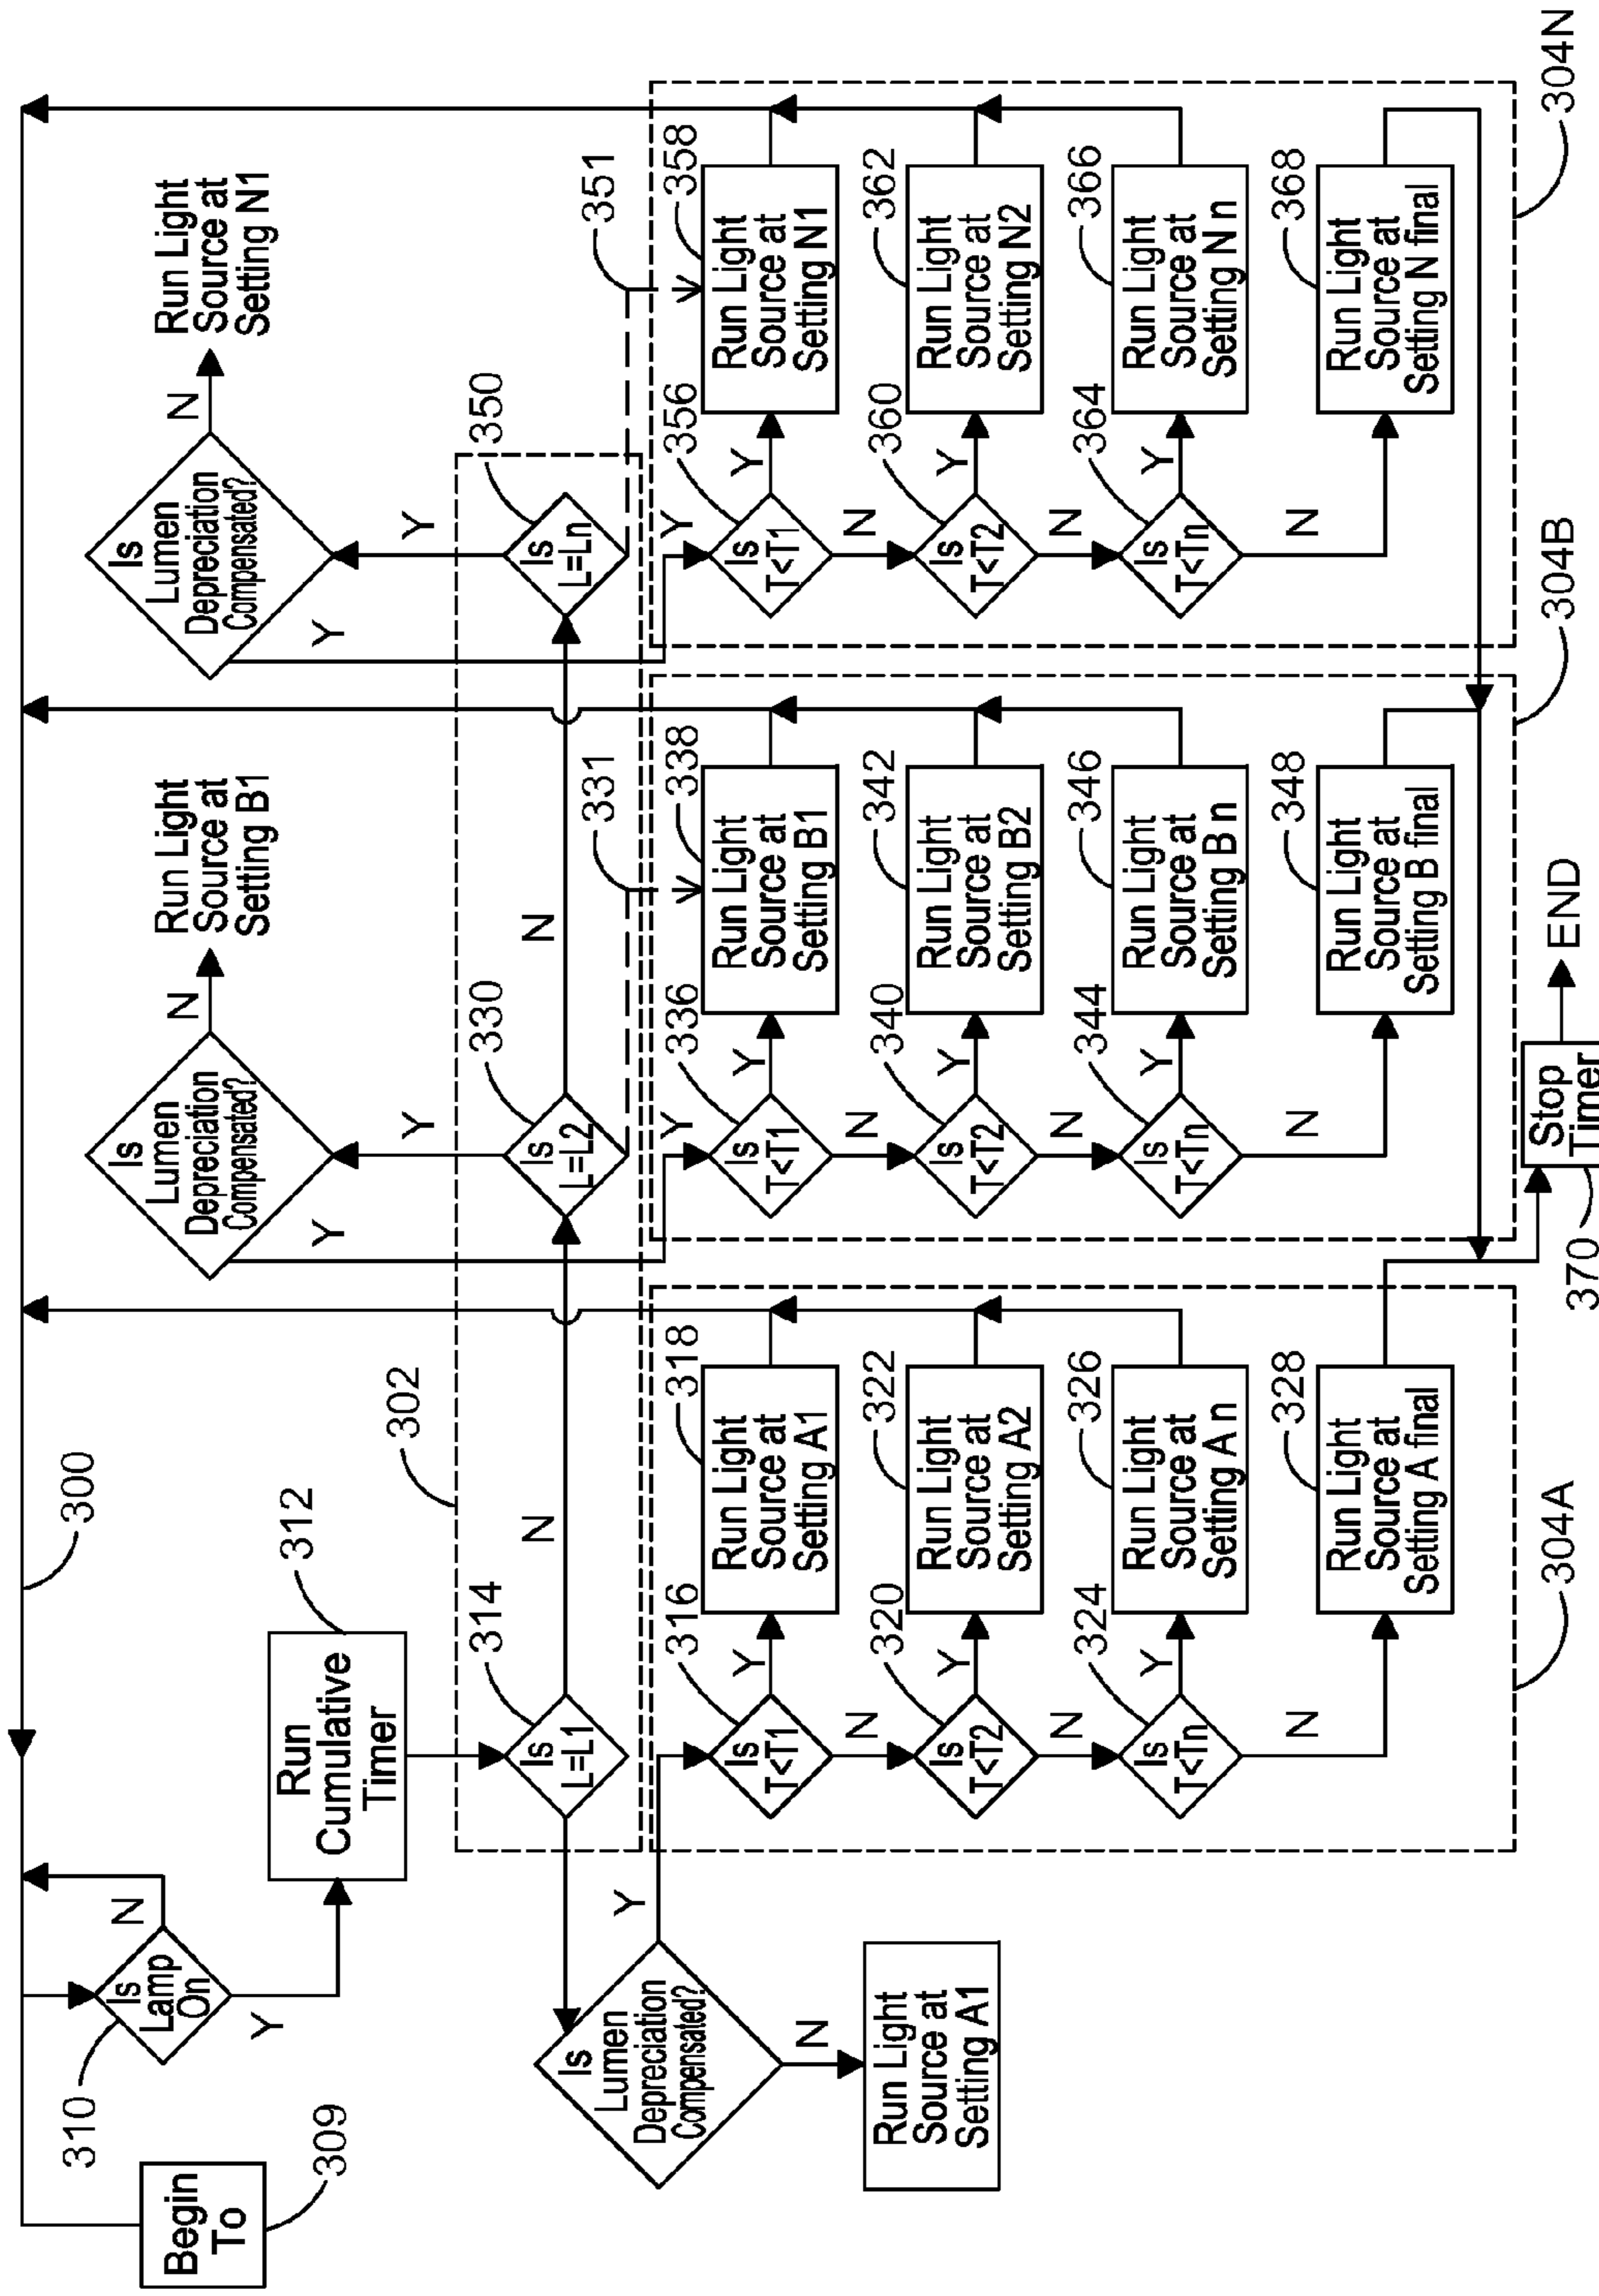 300
Begin
To
309
310
Is
Lamp
On
N
Y
Run
Cumulative
Timer
312
302
314
Is
L=L1
N
330
Is
L=L2
N
350
Is
L=Ln
Is
Lumen
Depreciation
Compensated?
Y
N
Run Light
Source at
Setting A1
Y
Is
Lumen
Depreciation
Compensated?
N
Run Light
Source at
Setting B1
Y
331
Y
Is
Lumen
Depreciation
Compensated?
N
Run Light
Source at
Setting N1
Y
351
316
Is
T<T1
Y
318
Run Light
Source at
Setting A1
N
320
Is
T<T2
Y
322
Run Light
Source at
Setting A2
N
324
Is
T<Tn
Y
326
Run Light
Source at
Setting A n
N
328
Run Light
Source at
Setting A final
304A
Y
336
Is
T<T1
Y
338
Run Light
Source at
Setting B1
N
340
Is
T<T2
Y
342
Run Light
Source at
Setting B2
N
344
Is
T<Tn
Y
346
Run Light
Source at
Setting B n
N
348
Run Light
Source at
Setting B final
304B
Y
356
Is
T<T1
Y
358
Run Light
Source at
Setting N1
N
360
Is
T<T2
Y
362
Run Light
Source at
Setting N2
N
364
Is
T<Tn
Y
366
Run Light
Source at
Setting N n
N
368
Run Light
Source at
Setting N final
304N
370
Stop
Timer
END